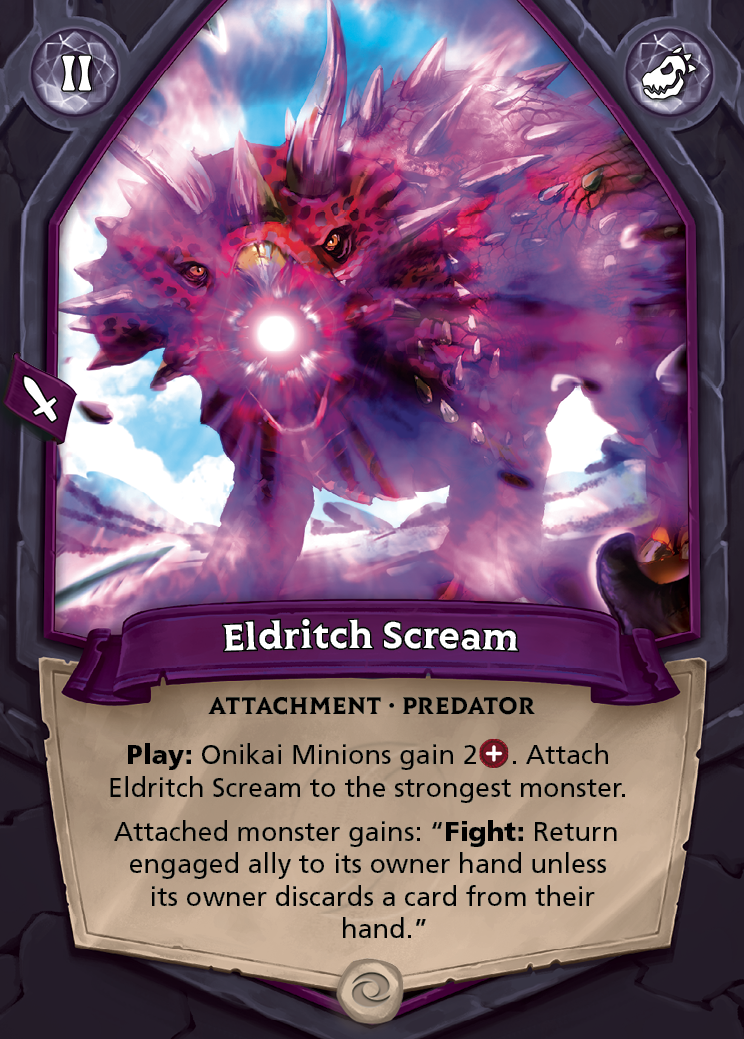 II
Eldritch Scream
ATTACHMENT · PREDATOR
Play: Onikai Minions gain 2. Attach
Eldritch Scream to the strongest monster.
Attached monster gains: “Fight: Return
engaged ally to its owner hand unless
its owner discards a card from their
hand.”